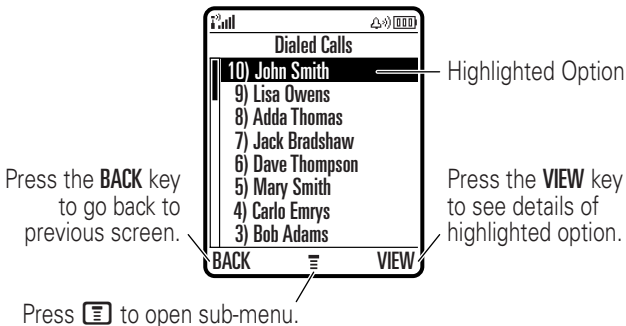 Dialed Calls
10) John Smith
Highlighted Option
9) Lisa Owens
8) Adda Thomas
7) Jack Bradshaw
6) Dave Thompson
5) Mary Smith
4) Carlo Emrys
3) Bob Adams
Press the BACK key
to go back to
previous screen.
Press the VIEW key
to see details of
highlighted option.
BACK
VIEW
Press to open sub-menu.